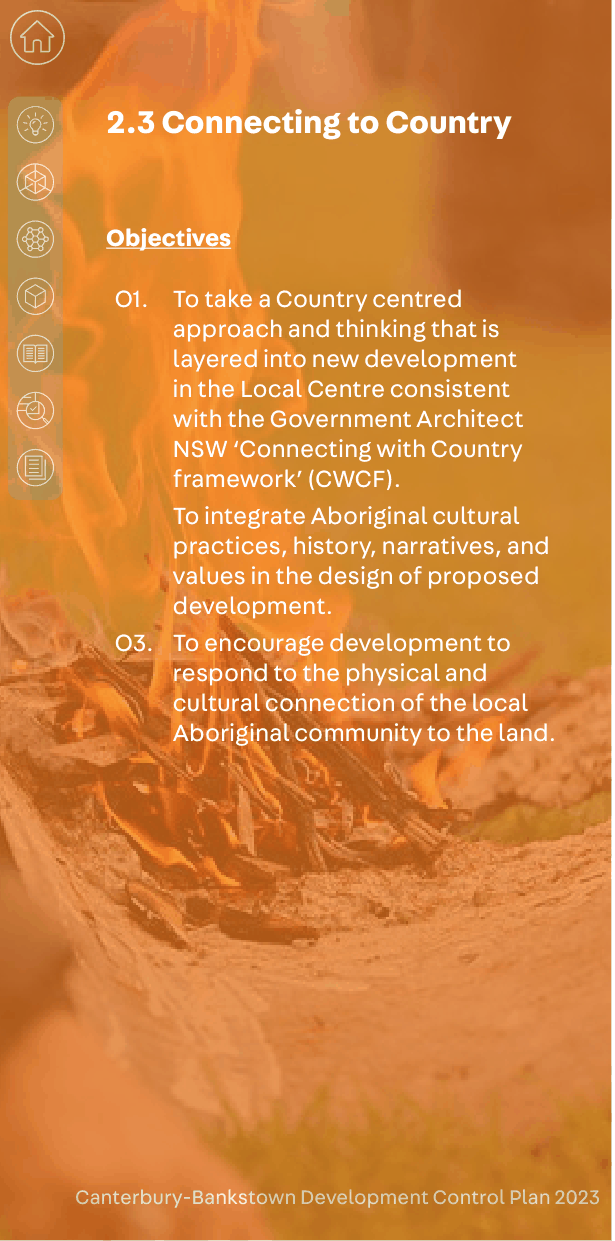 2.3 Connecting to Country
Objectives
O1. To take a Country centred
approach and thinking that is
layered into new development
in the Local Centre consistent
with the Government Architect
NSW ‘Connecting with Country
framework’ (CWCF).
To integrate Aboriginal cultural
practices, history, narratives, and
values in the design of proposed
development.
O3. To encourage development to
respond to the physical and
cultural connection of the local
Aboriginal community to the land.
Canterbury-Bankstown Development Control Plan 2023